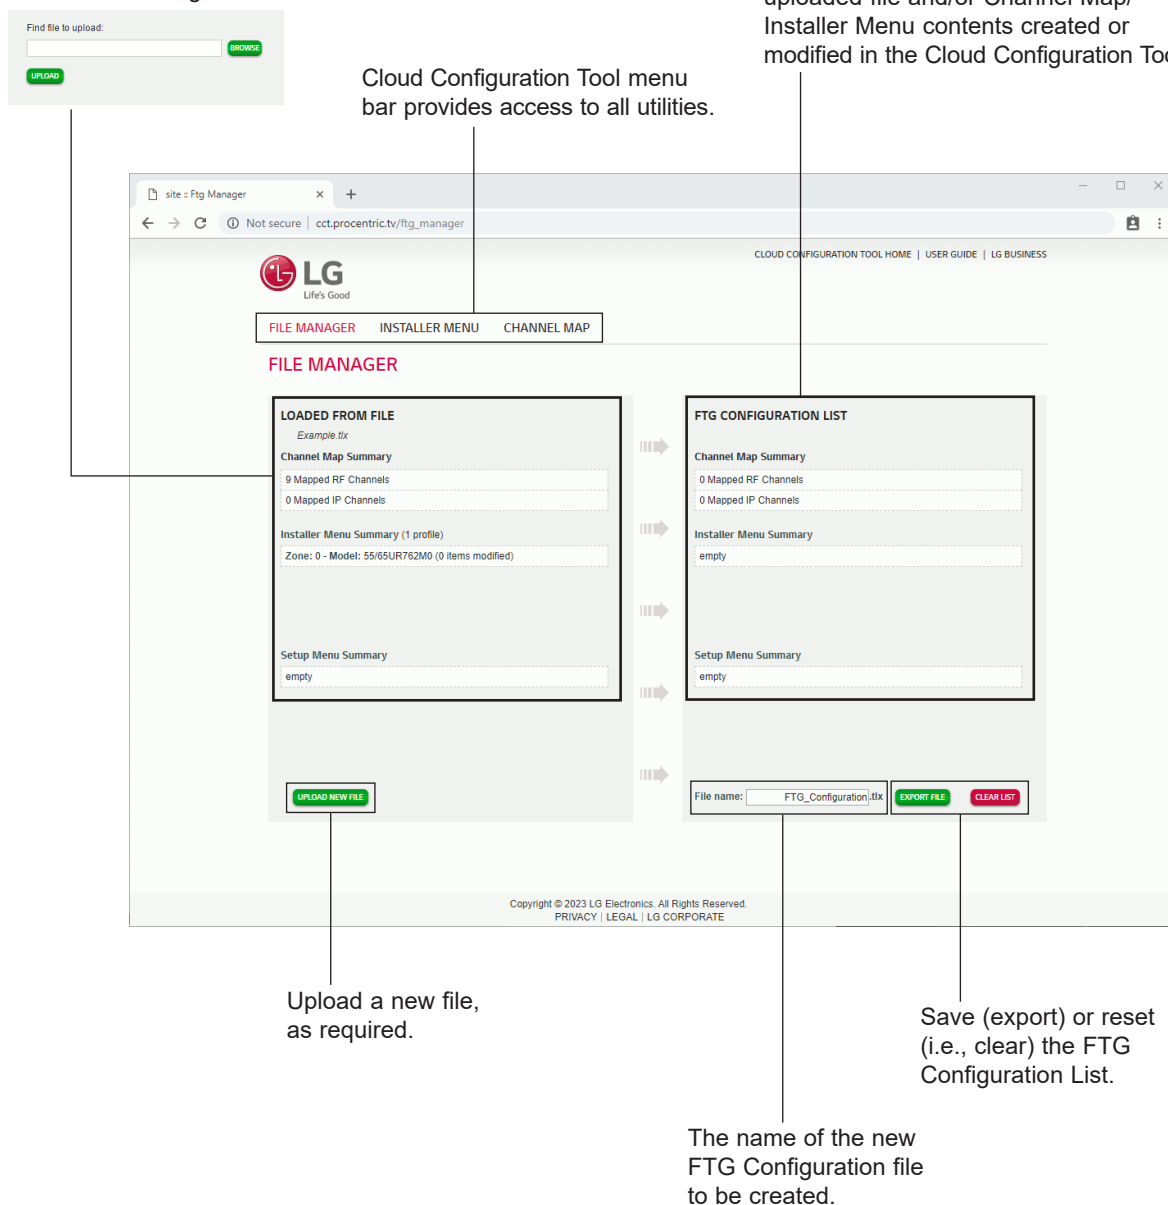 Find file to upload:
BROWSE
UPLOAD
uploaded file and/or Channel Map/
Installer Menu contents created or
modified in the Cloud Configuration
Cloud Configuration Tool menu
bar provides access to all utilities.
site :: Ftg Manager
Not secure | cct.procentric.tv/ftg_manager
LG
Life's Good
CLOUD CONFIGURATION TOOL HOME | USER GUIDE | LG BUSINESS
FILE MANAGER INSTALLER MENU CHANNEL MAP
FILE MANAGER
LOADED FROM FILE
Example.tlx
Channel Map Summary
9 Mapped RF Channels
0 Mapped IP Channels
Installer Menu Summary (1 profile)
Zone: 0 - Model: 55/65UR762M0 (0 items modified)
Setup Menu Summary
empty
UPLOAD NEW FILE
FTG CONFIGURATION LIST
Channel Map Summary
0 Mapped RF Channels
0 Mapped IP Channels
Installer Menu Summary
empty
Setup Menu Summary
empty
File name: FTG_Configuration .tlx EXPORT FILE CLEAR LIST
Copyright © 2023 LG Electronics. All Rights Reserved.
PRIVACY | LEGAL | LG CORPORATE
Upload a new file,
as required.
Save (export) or reset
(i.e., clear) the FTG
Configuration List.
The name of the new
FTG Configuration file
to be created.